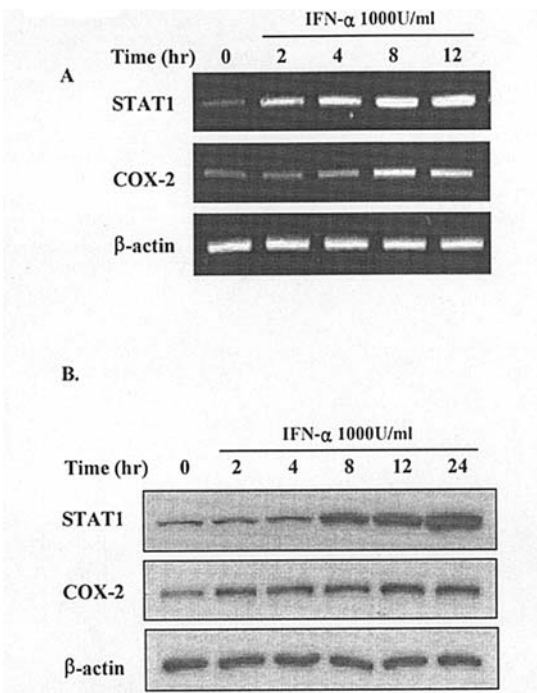 IFN-α 1000U/ml
Time (hr) 0 2 4 8 12
A
STAT1
COX-2
β-actin
B.
IFN-α 1000U/ml
Time (hr) 0 2 4 8 12 24
STAT1
COX-2
β-actin